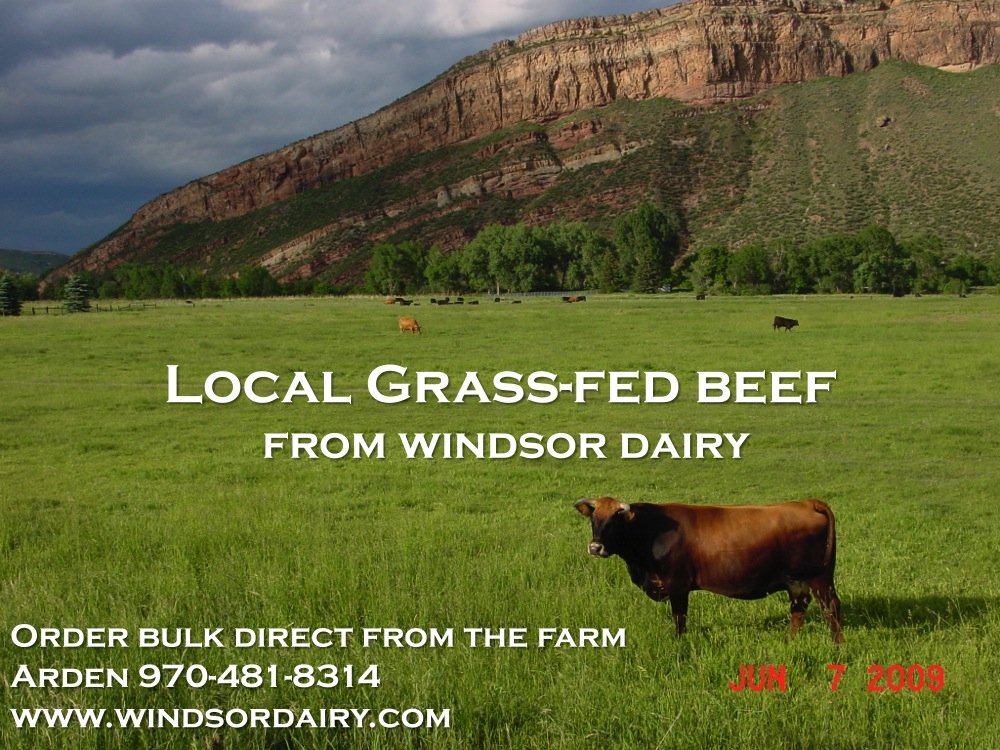 Local Grass-fed beef
from windsor dairy
Order bulk direct from the farm
Arden 970-481-8314
www.windsordairy.com
JUN 7 2009